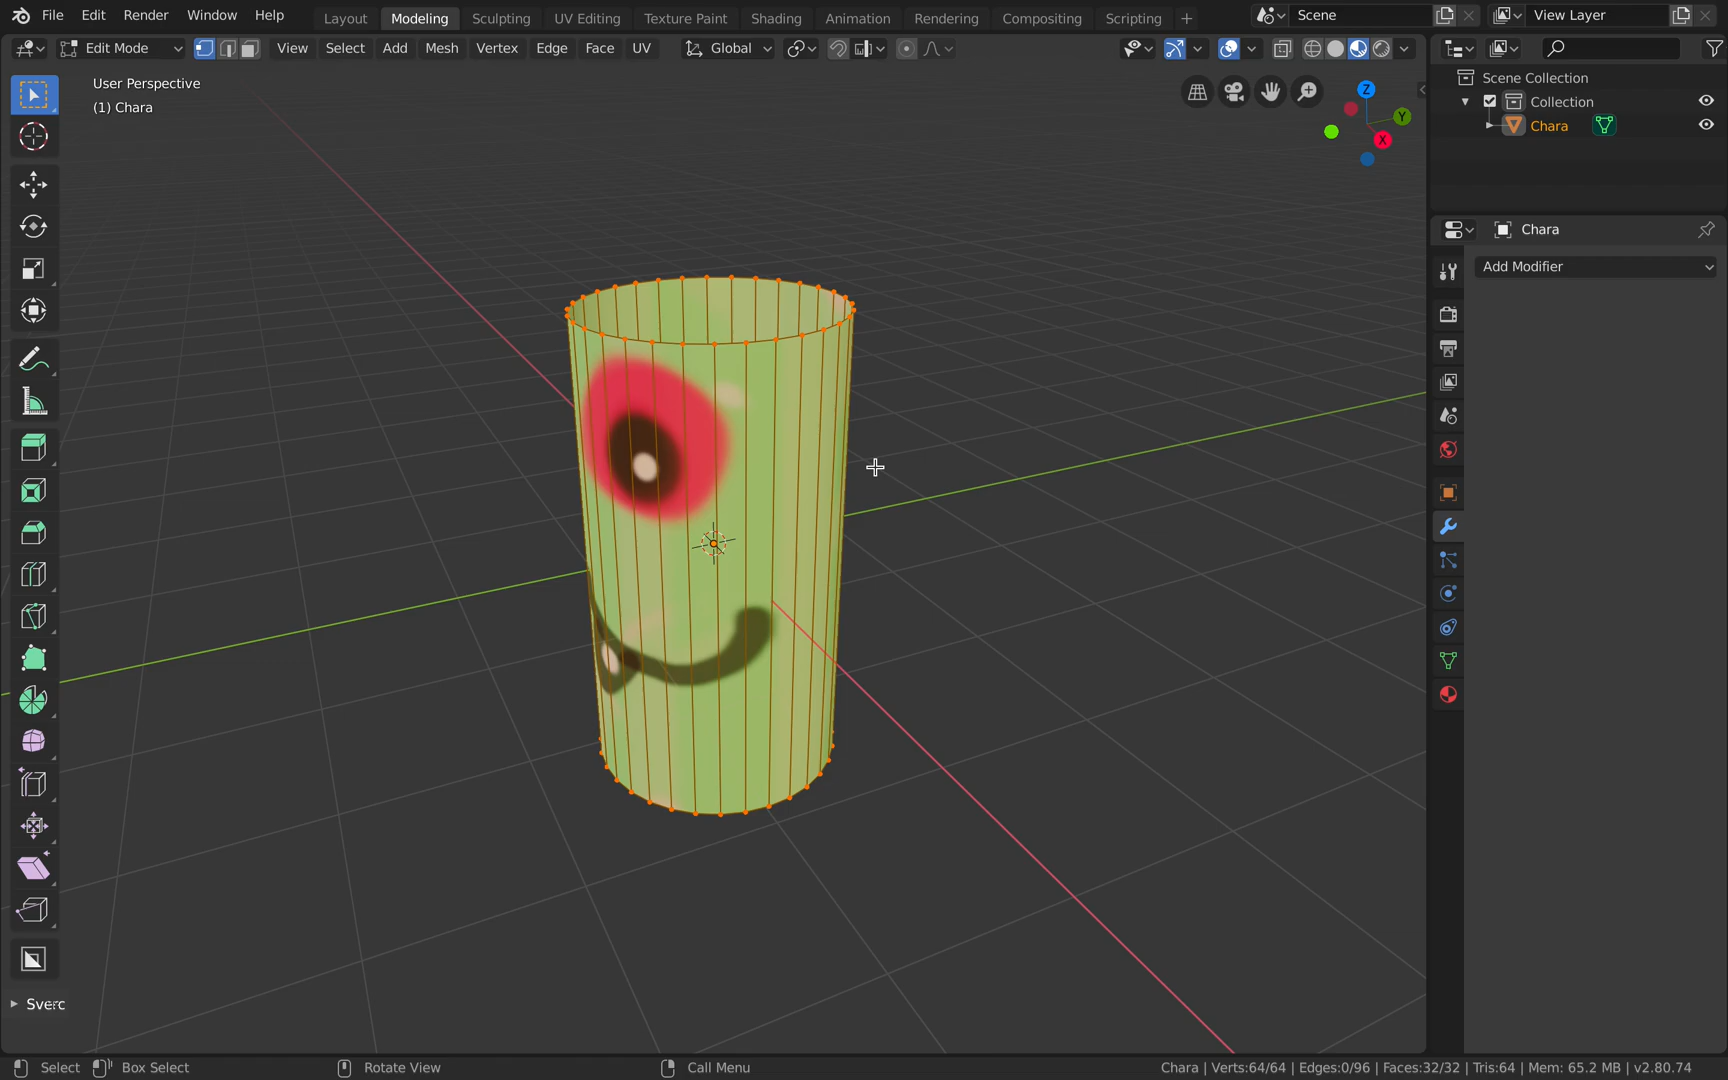 File Edit Render Window Help Layout Modeling Sculpting UV Editing Texture Paint Shading Animation Rendering Compositing Scripting Scene View Layer
Edit Mode View Select Add Mesh Vertex Edge Face UV Global
User Perspective
(1) Chara
Z
Y
X
Scene Collection
Collection
Chara
Chara
Add Modifier
Sverc
Select Box Select Rotate View Call Menu Chara | Verts:64/64 | Edges:0/96 | Faces:32/32 | Tris:64 | Mem: 65.2 MB | v2.80.74